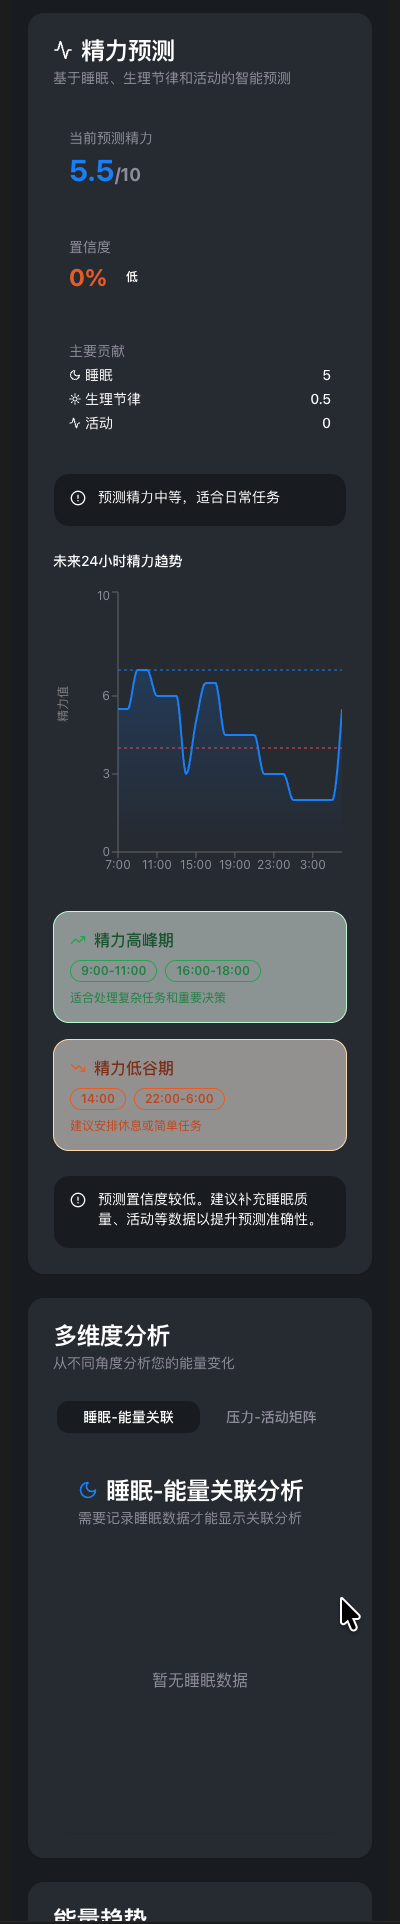 精力预测
基于睡眠、生理节律和活动的智能预测
当前预测精力
5.5/10
置信度
0% 低
主要贡献
睡眠 5
生理节律 0.5
活动 0
预测精力中等，适合日常任务
未来24小时精力趋势
精力值
10
6
3
0
7:00 11:00 15:00 19:00 23:00 3:00
精力高峰期
9:00-11:00 16:00-18:00
适合处理复杂任务和重要决策
精力低谷期
14:00 22:00-6:00
建议安排休息或简单任务
预测置信度较低。建议补充睡眠质
量、活动等数据以提升预测准确性。
多维度分析
从不同角度分析您的能量变化
睡眠-能量关联 压力-活动矩阵
睡眠-能量关联分析
需要记录睡眠数据才能显示关联分析
暂无睡眠数据
能量趋势